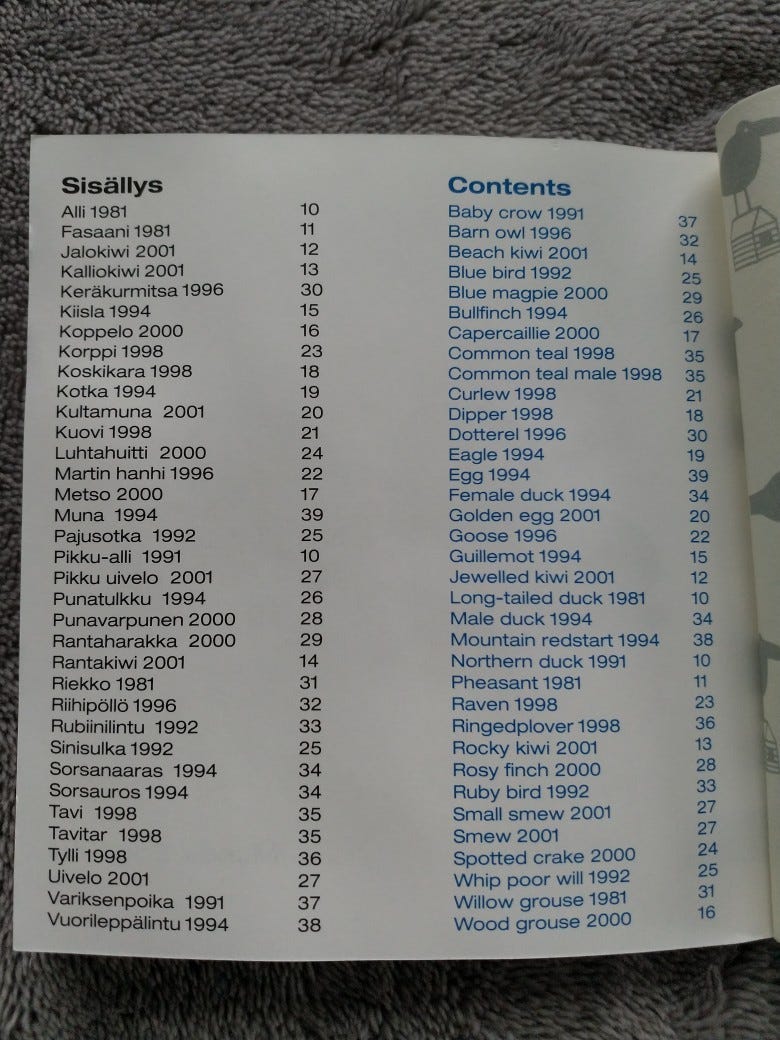 Sisällys
Alli 1981 10
Fasaani 1981 11
Jalokiwi 2001 12
Kalliokiwi 2001 13
Keräkurmitsa 1996 30
Kiisla 1994 15
Koppelo 2000 16
Korppi 1998 23
Koskikara 1998 18
Kotka 1994 19
Kultamuna 2001 20
Kuovi 1998 21
Luhtahuitti 2000 24
Martin hanhi 1996 22
Metso 2000 17
Muna 1994 39
Pajusotka 1992 25
Pikku-alli 1991 10
Pikku uivelo 2001 27
Punatulkku 1994 26
Punavarpunen 2000 28
Rantaharakka 2000 29
Rantakiwi 2001 14
Riekko 1981 31
Riihipöllö 1996 32
Rubiinilintu 1992 33
Sinisulka 1992 25
Sorsanaaras 1994 34
Sorsauros 1994 34
Tavi 1998 35
Tavitar 1998 35
Tylli 1998 36
Uivelo 2001 27
Variksenpoika 1991 37
Vuorileppälintu 1994 38
Contents
Baby crow 1991 37
Barn owl 1996 32
Beach kiwi 2001 14
Blue bird 1992 25
Blue magpie 2000 29
Bullfinch 1994 26
Capercaillie 2000 17
Common teal 1998 35
Common teal male 1998 35
Curlew 1998 21
Dipper 1998 18
Dotterel 1996 30
Eagle 1994 19
Egg 1994 39
Female duck 1994 34
Golden egg 2001 20
Goose 1996 22
Guillemot 1994 15
Jewelled kiwi 2001 12
Long-tailed duck 1981 10
Male duck 1994 34
Mountain redstart 1994 38
Northern duck 1991 10
Pheasant 1981 11
Raven 1998 23
Ringedplover 1998 36
Rocky kiwi 2001 13
Rosy finch 2000 28
Ruby bird 1992 33
Small smew 2001 27
Smew 2001 27
Spotted crake 2000 24
Whip poor will 1992 25
Willow grouse 1981 31
Wood grouse 2000 16